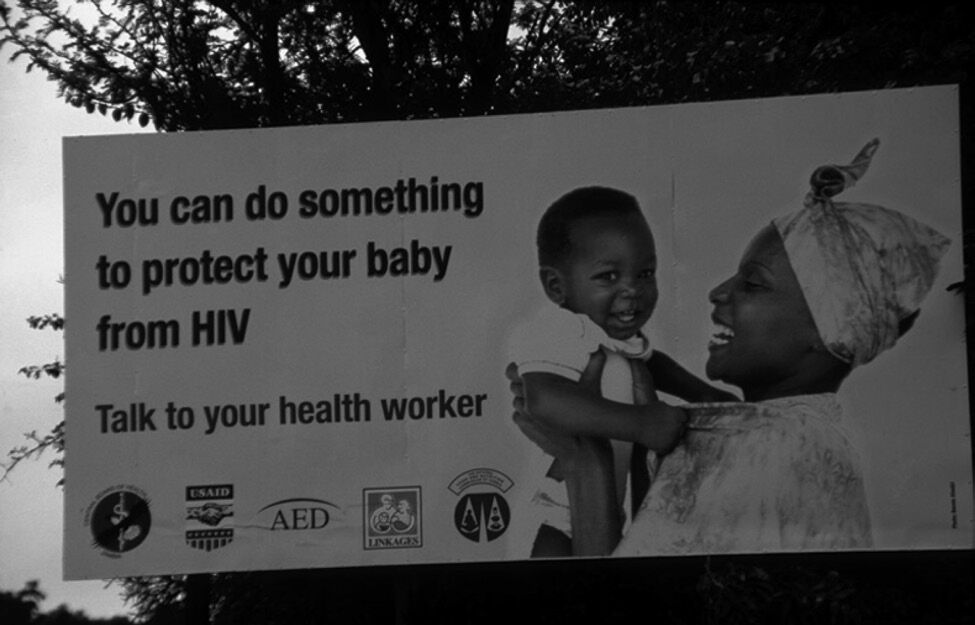 You can do something
to protect your baby
from HIV
Talk to your health worker
USAID
AED
LINKAGES